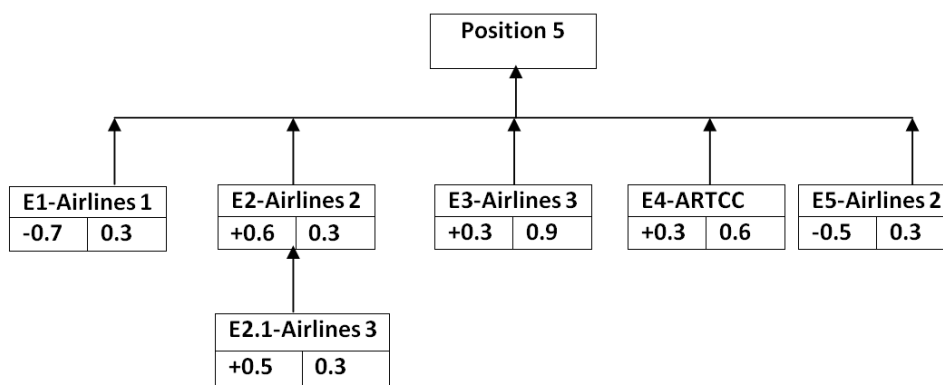 Position 5
E1-Airlines 1
-0.7 0.3
E2-Airlines 2
+0.6 0.3
E3-Airlines 3
+0.3 0.9
E4-ARTCC
+0.3 0.6
E5-Airlines 2
-0.5 0.3
E2.1-Airlines 3
+0.5 0.3